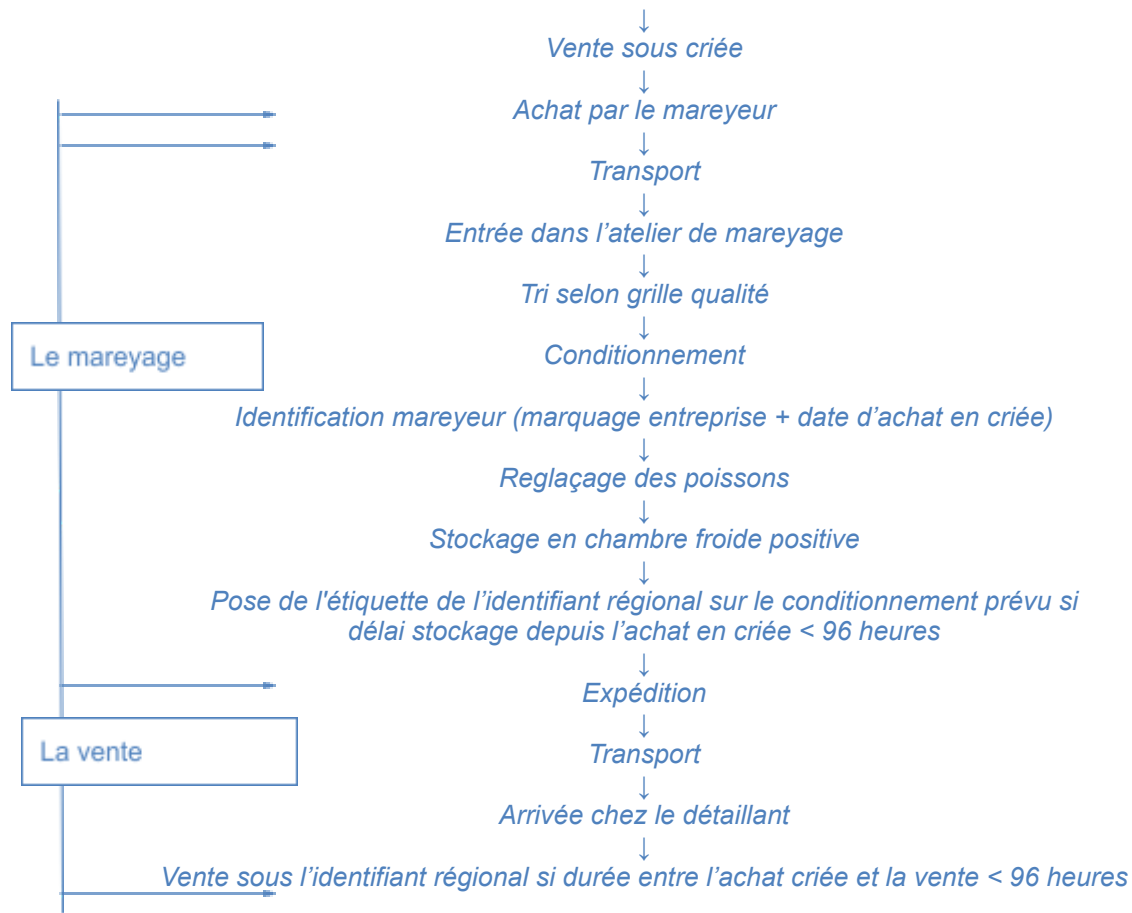 ↓
Vente sous criée
↓
Achat par le mareyeur
↓
Transport
↓
Entrée dans l’atelier de mareyage
↓
Tri selon grille qualité
↓
Le mareyage
Conditionnement
↓
Identification mareyeur (marquage entreprise + date d’achat en criée)
↓
Reglaçage des poissons
↓
Stockage en chambre froide positive
↓
Pose de l'étiquette de l’identifiant régional sur le conditionnement prévu si
délai stockage depuis l’achat en criée < 96 heures
↓
Expédition
↓
La vente
Transport
↓
Arrivée chez le détaillant
↓
Vente sous l’identifiant régional si durée entre l’achat criée et la vente < 96 heures